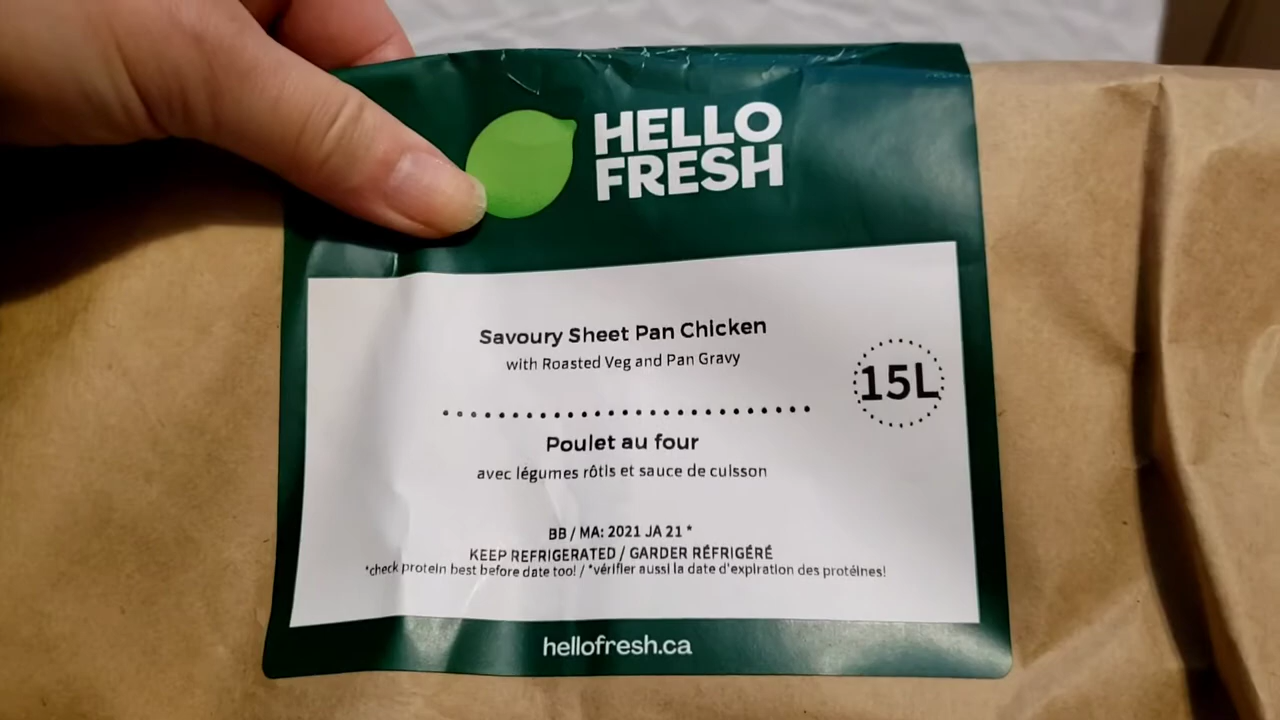 HELLO
FRESH
Savoury Sheet Pan Chicken
with Roasted Veg and Pan Gravy
15L
Poulet au four
avec légumes rôtis et sauce de cuisson
BB / MA: 2021 JA 21 *
KEEP REFRIGERATED / GARDER RÉFRIGÉRÉ
*check protein best before date too! / *vérifier aussi la date d'expiration des protéines!
hellofresh.ca